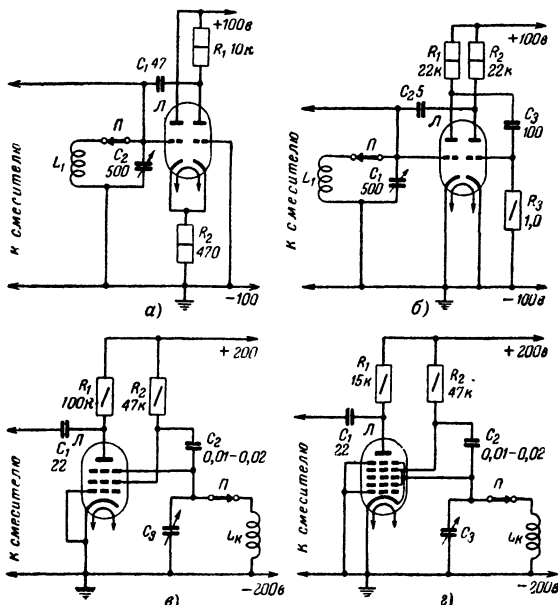 +100в
R₁ 10к
C₁ 47
Л
П
L₁
C₂
500
R₂
470
К смесителю
-100
а)
+100в
R₁
22к
R₂
22к
C₂ 5
Л
C₃
100
П
L₁
C₁
500
R₃
1,0
К смесителю
-100в
б)
+200
R₁
100к
R₂
47к
C₁
22
Л
C₂
0,01-0,02
П
C₃
Lк
К смесителю
-200в
в)
+200в
R₁
15к
R₂
47к
C₁
22
Л
C₂
0,01-0,02
П
C₃
Lк
К смесителю
-200в
г)